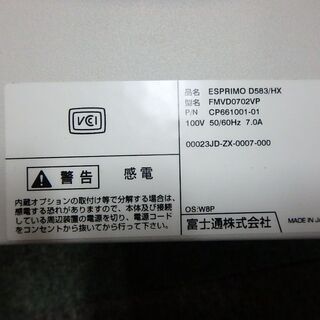 品名 ESPRIMO D583/HX
型名 FMVD0702VP
P/N CP661001-01
100V 50/60Hz 7.0A
00023JD-ZX-0007-000
VCI
警告 感電
内蔵オプションの取付け等で分解する場合は、
感電する恐れがありますので、本体及び接続
している周辺装置の電源を切り、電源コード
をコンセントから抜いてから行って下さい。
OS:W8P
富士通株式会社
MADE IN J